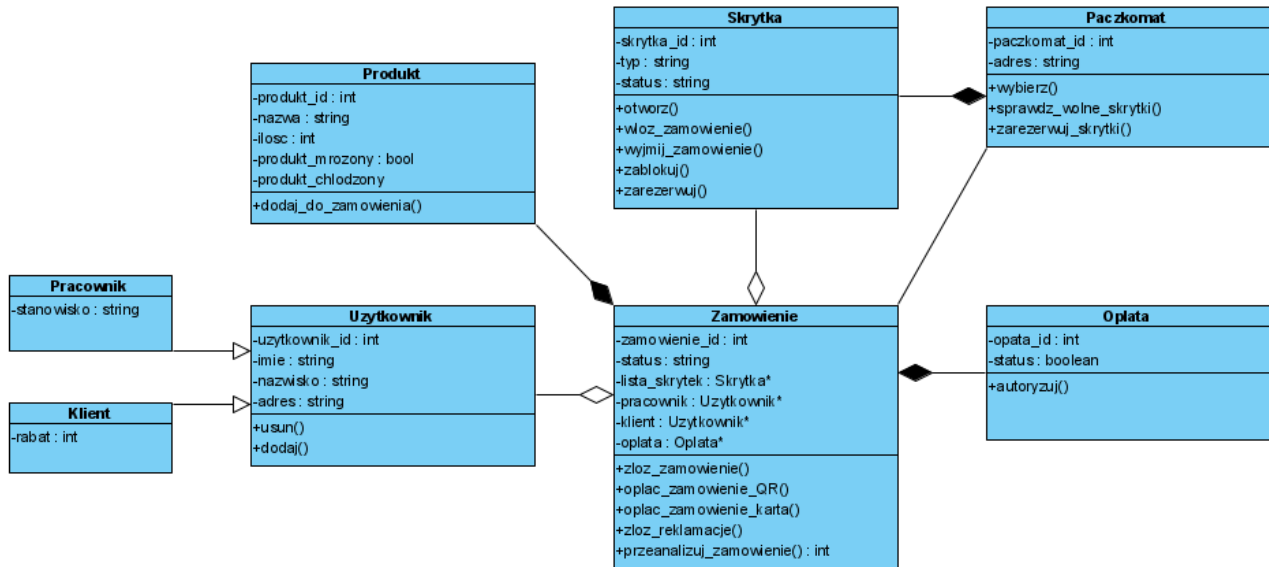 Skrytka
-skrytka_id : int
-typ : string
-status : string
+otworz()
+wloz_zamowienie()
+wyjmij_zamowienie()
+zablokuj()
+zarezerwuj()
Paczkomat
-paczkomat_id : int
-adres : string
+wybierz()
+sprawdz_wolne_skrytki()
+zarezerwuj_skrytki()
Produkt
-produkt_id : int
-nazwa : string
-ilosc : int
-produkt_mrozony : bool
-produkt_chlodzony
+dodaj_do_zamowienia()
Pracownik
-stanowisko : string
Klient
-rabat : int
Uzytkownik
-uzytkownik_id : int
-imie : string
-nazwisko : string
-adres : string
+usun()
+dodaj()
Zamowienie
-zamowienie_id : int
-status : string
-lista_skrytek : Skrytka*
-pracownik : Uzytkownik*
-klient : Uzytkownik*
-oplata : Oplata*
+zloz_zamowienie()
+oplac_zamowienie_QR()
+oplac_zamowienie_karta()
+zloz_reklamacje()
+przeanalizuj_zamowienie() : int
Oplata
-opata_id : int
-status : boolean
+autoryzuj()